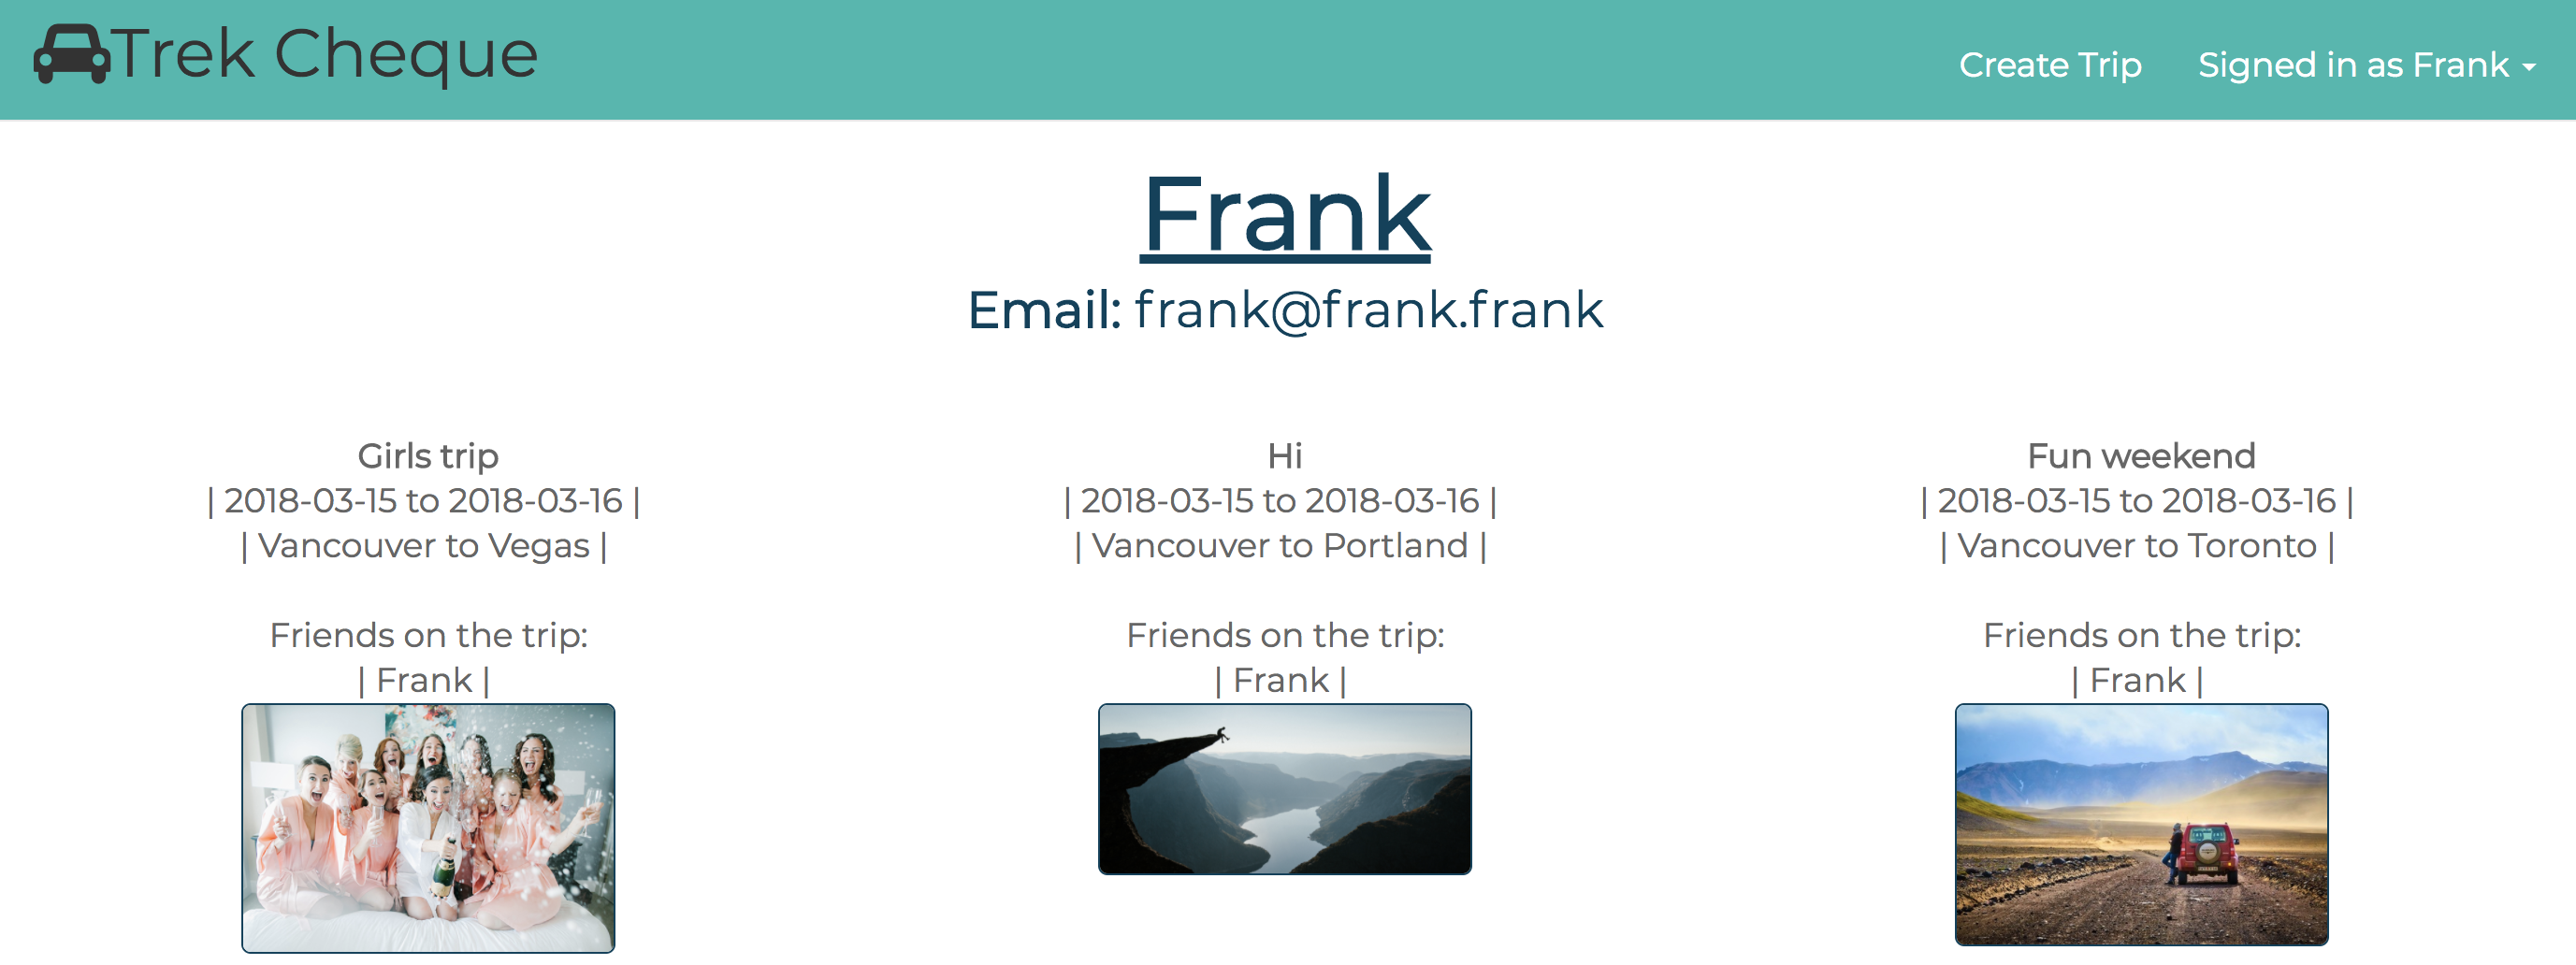 Trek Cheque
Create Trip
Signed in as Frank
Frank
Email: frank@frank.frank
Girls trip
| 2018-03-15 to 2018-03-16 |
| Vancouver to Vegas |
Friends on the trip:
| Frank |
Hi
| 2018-03-15 to 2018-03-16 |
| Vancouver to Portland |
Friends on the trip:
| Frank |
Fun weekend
| 2018-03-15 to 2018-03-16 |
| Vancouver to Toronto |
Friends on the trip:
| Frank |